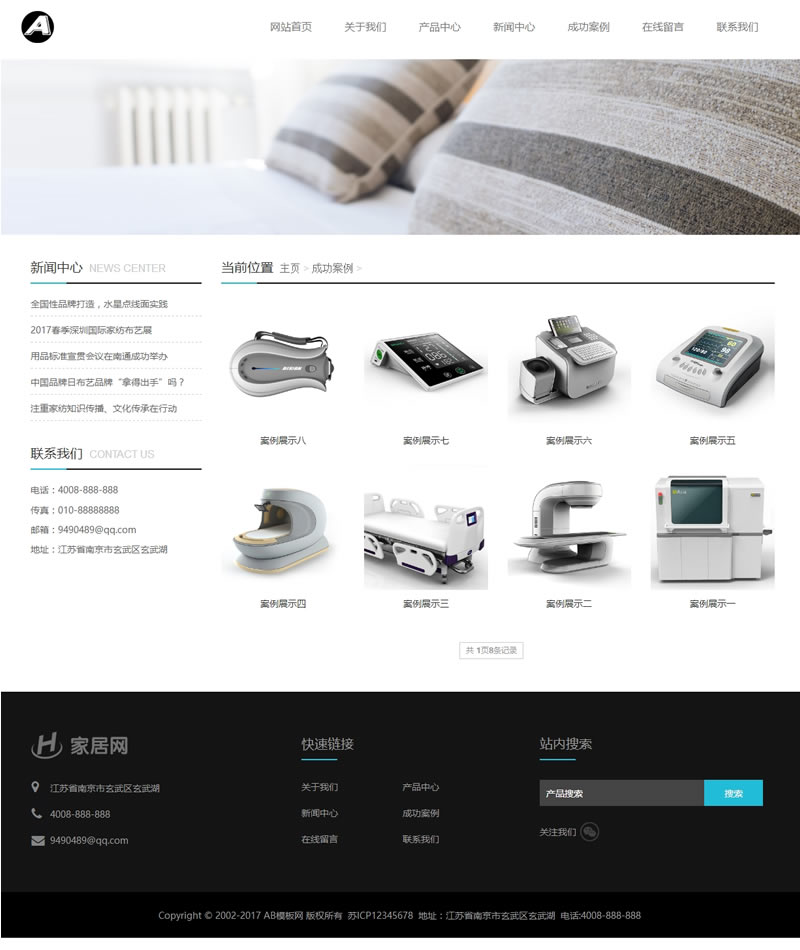 A
网站首页 关于我们 产品中心 新闻中心 成功案例 在线留言 联系我们
新闻中心 NEWS CENTER
全国性品牌打造，水星点线面实践
2017春季深圳国际家纺布艺展
用品标准宣贯会议在南通成功举办
中国品牌日布艺品牌“拿得出手”吗？
注重家纺知识传播、文化传承在行动
联系我们 CONTACT US
电话：4008-888-888
传真：010-88888888
邮箱：9490489@qq.com
地址：江苏省南京市玄武区玄武湖
当前位置 主页 > 成功案例 >
案例展示八 案例展示七 案例展示六 案例展示五
案例展示四 案例展示三 案例展示二 案例展示一
共 1页8条记录
H 家居网
江苏省南京市玄武区玄武湖
4008-888-888
9490489@qq.com
快速链接
关于我们 产品中心
新闻中心 成功案例
在线留言 联系我们
站内搜索
产品搜索 搜索
关注我们
Copyright © 2002-2017 AB模板网 版权所有 苏ICP12345678 地址：江苏省南京市玄武区玄武湖 电话:4008-888-888